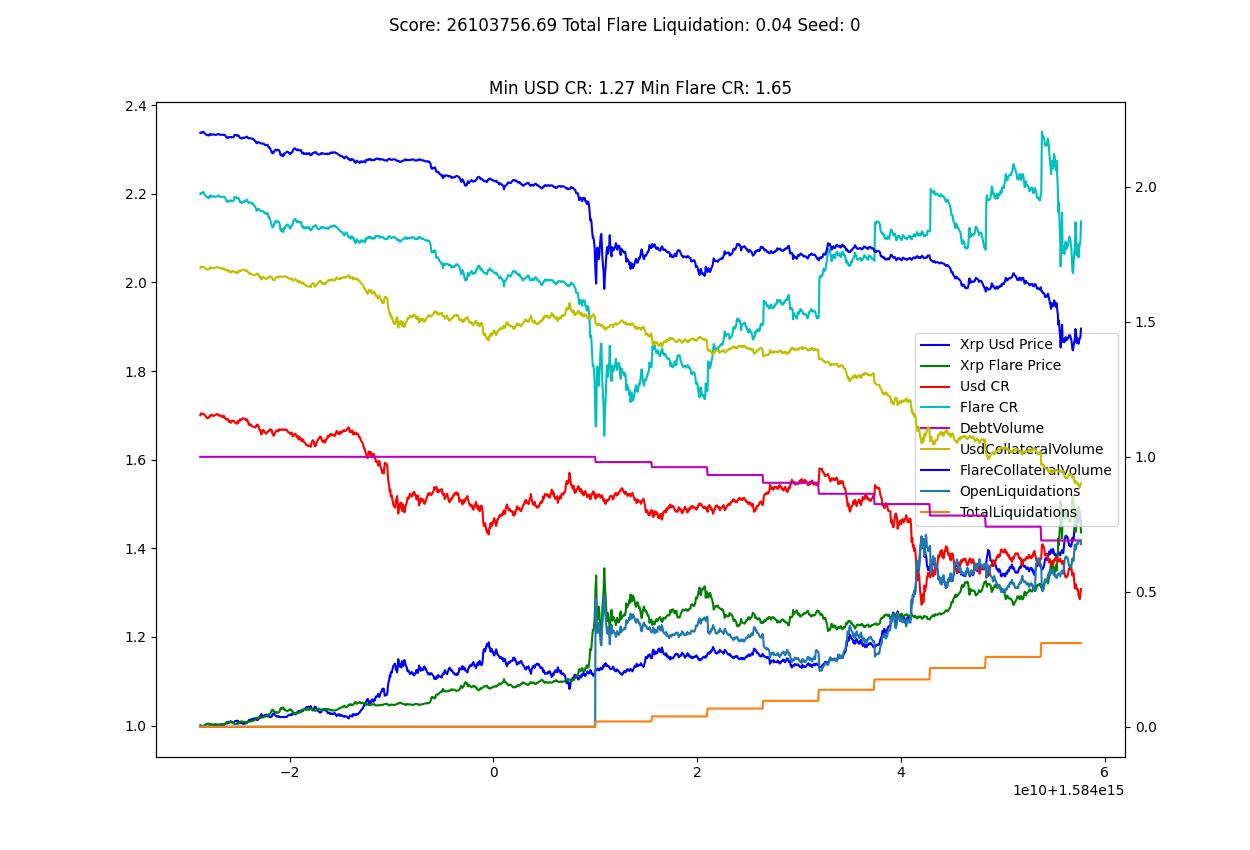 Score: 26103756.69 Total Flare Liquidation: 0.04 Seed: 0
Min USD CR: 1.27 Min Flare CR: 1.65
2.4
2.2
2.0
1.8
1.6
1.4
1.2
1.0
2.0
1.5
1.0
0.5
0.0
Xrp Usd Price
Xrp Flare Price
Usd CR
Flare CR
DebtVolume
UsdCollateralVolume
FlareCollateralVolume
OpenLiquidations
TotalLiquidations
−2 0 2 4 6
1e10+1.584e15